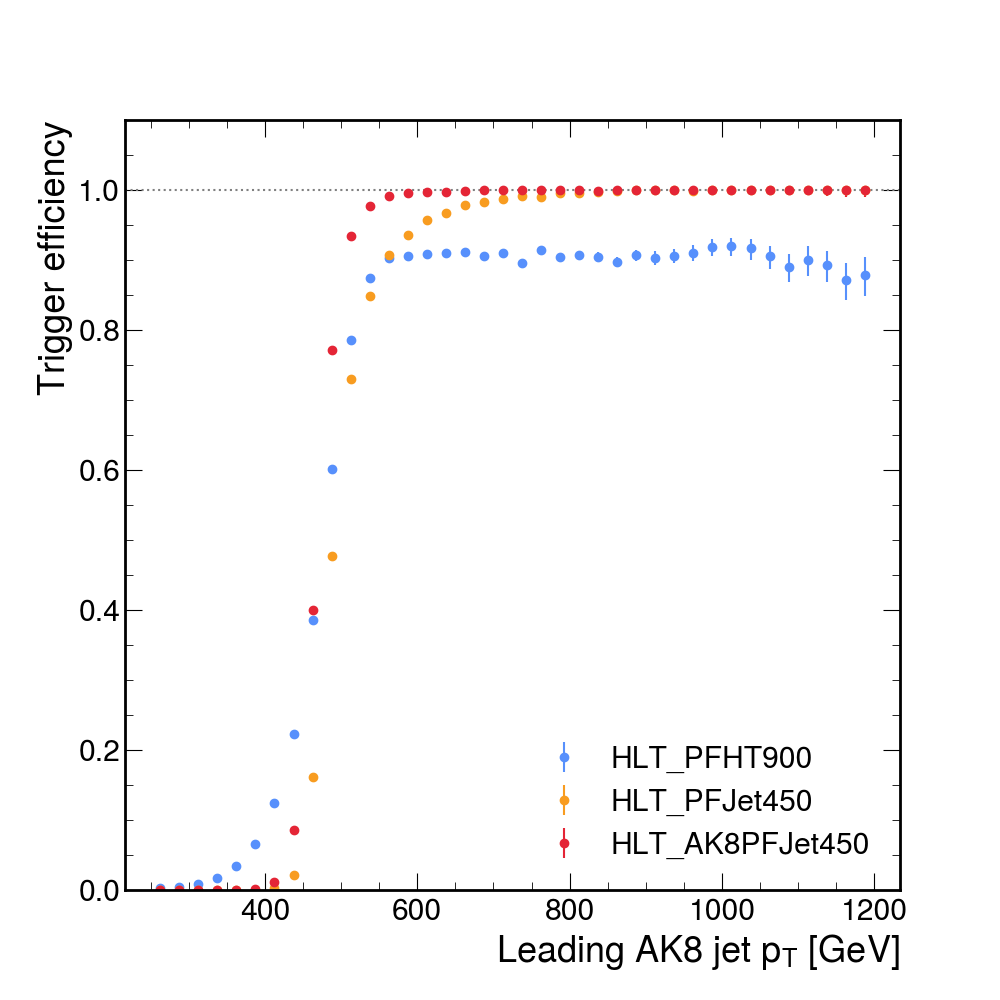 Trigger efficiency
1.0
0.8
0.6
0.4
0.2
0.0
HLT_PFHT900
HLT_PFJet450
HLT_AK8PFJet450
400 600 800 1000 1200
Leading AK8 jet pT [GeV]